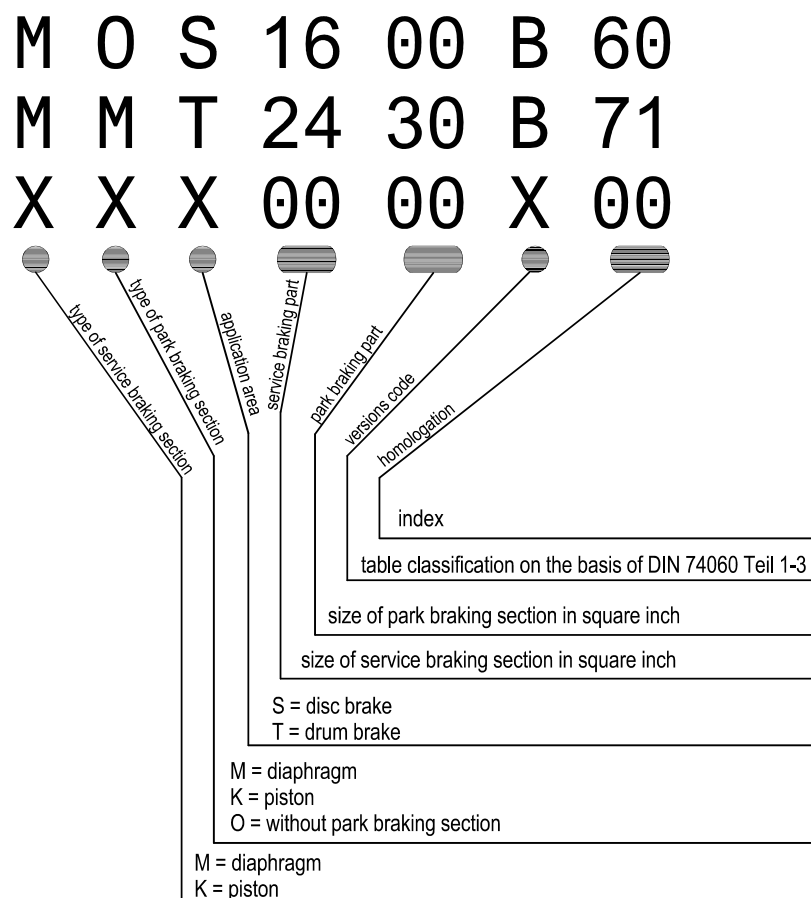 M O S 16 00 B 60
M M T 24 30 B 71
X X X 00 00 X 00
type of service braking section
type of park braking section
application area
service braking part
park braking part
versions code
homologation
index
table classification on the basis of DIN 74060 Teil 1-3
size of park braking section in square inch
size of service braking section in square inch
S = disc brake
T = drum brake
M = diaphragm
K = piston
O = without park braking section
M = diaphragm
K = piston